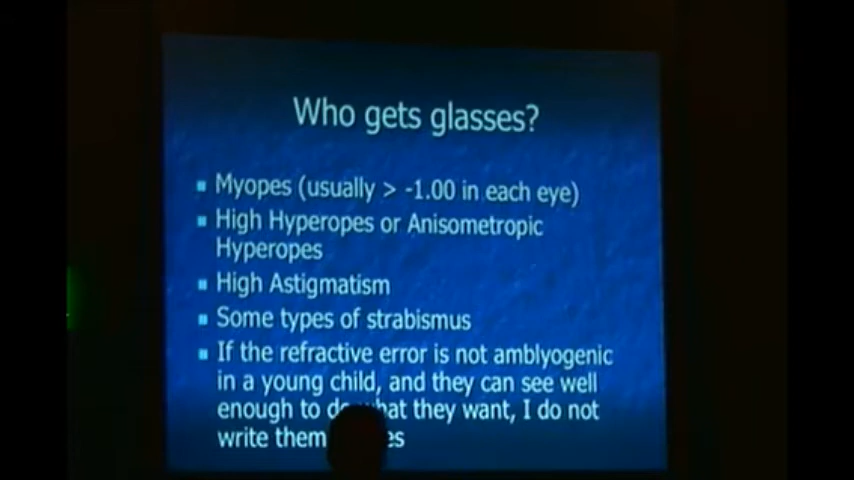 Who gets glasses?
▪ Myopes (usually > -1.00 in each eye)
▪ High Hyperopes or Anisometropic
Hyperopes
▪ High Astigmatism
▪ Some types of strabismus
▪ If the refractive error is not amblyogenic
in a young child, and they can see well
enough to they want, I do not
write them